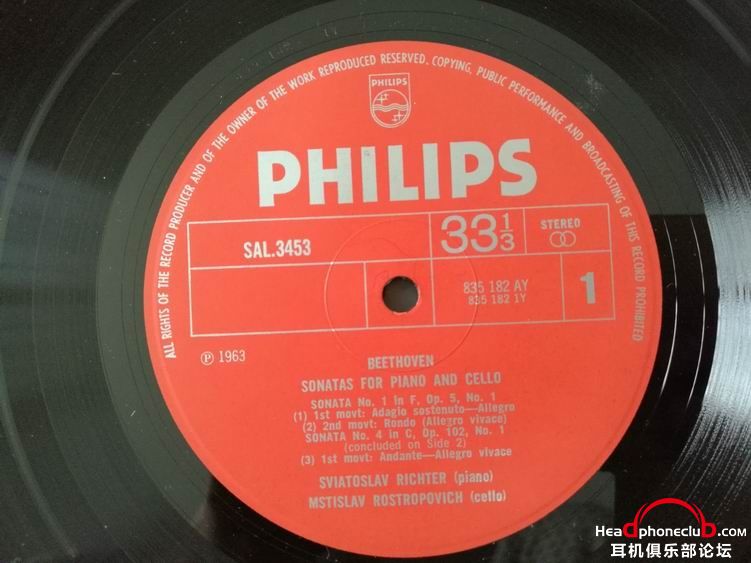 ALL RIGHTS OF THE RECORD PRODUCER AND OF THE OWNER OF THE WORK REPRODUCED RESERVED. COPYING, PUBLIC PERFORMANCE AND BROADCASTING OF THIS RECORD PROHIBITED
PHILIPS
PHILIPS
SAL.3453
33 1/3
STEREO
835 182 AY
835 182 1Y
1
Ⓟ 1963
BEETHOVEN
SONATAS FOR PIANO AND CELLO
SONATA No. 1 in F, Op. 5, No. 1
(1) 1st movt: Adagio sostenuto—Allegro
(2) 2nd movt: Rondo (Allegro vivace)
SONATA No. 4 in C, Op. 102, No. 1
(concluded on Side 2)
(3) 1st movt: Andante—Allegro vivace
SVIATOSLAV RICHTER (piano)
MSTISLAV ROSTROPOVICH (cello)
Headphoneclub.com
耳机俱乐部论坛